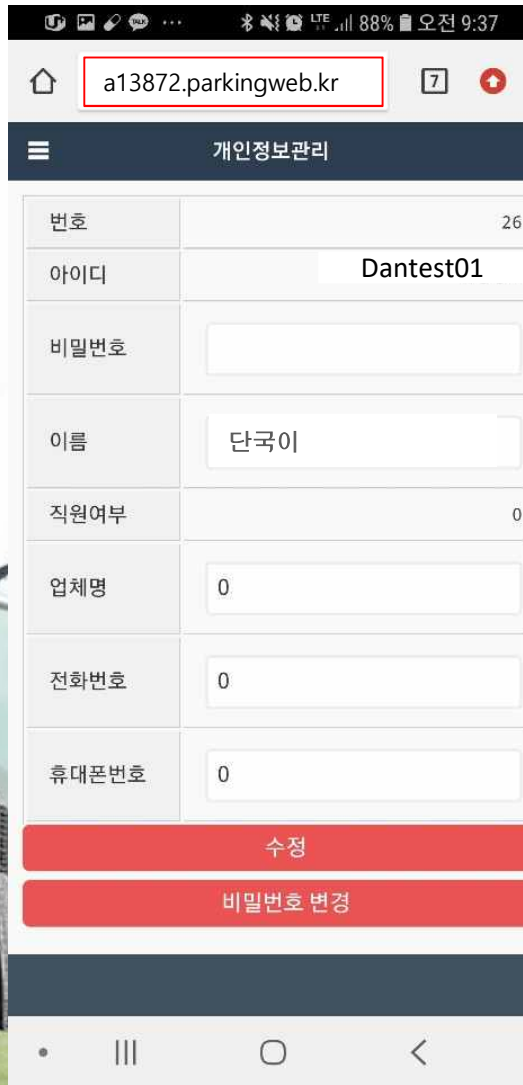 LTE 88% 오전 9:37
a13872.parkingweb.kr 7
개인정보관리
번호 26
아이디 Dantest01
비밀번호
이름 단국이
직원여부 0
업체명 0
전화번호 0
휴대폰번호 0
수정
비밀번호 변경